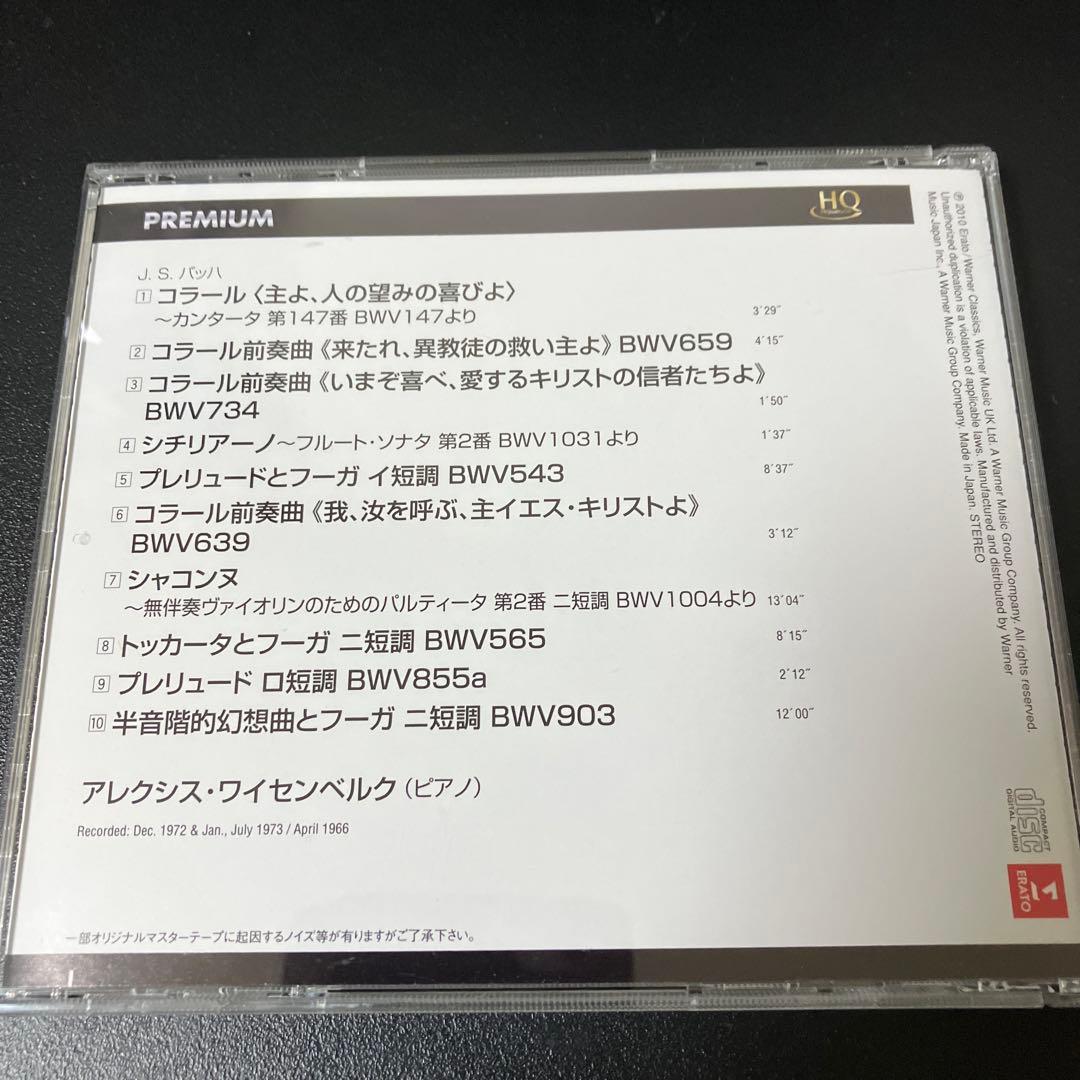 PREMIUM
HQ
J. S. バッハ
1 コラール〈主よ、人の望みの喜びよ〉
～カンタータ 第147番 BWV147より 3′29″
2 コラール前奏曲《来たれ、異教徒の救い主よ》BWV659 4′15″
3 コラール前奏曲《いまぞ喜べ、愛するキリストの信者たちよ》
BWV734 1′50″
4 シチリアーノ～フルート・ソナタ 第2番 BWV1031より 1′37″
5 プレリュードとフーガ イ短調 BWV543 8′37″
6 コラール前奏曲《我、汝を呼ぶ、主イエス・キリストよ》
BWV639 3′12″
7 シャコンヌ
～無伴奏ヴァイオリンのためのパルティータ 第2番 ニ短調 BWV1004より 13′04″
8 トッカータとフーガ ニ短調 BWV565 8′15″
9 プレリュード ロ短調 BWV855a 2′12″
10 半音階的幻想曲とフーガ ニ短調 BWV903 12′00″
アレクシス・ワイセンベルク（ピアノ）
Recorded: Dec. 1972 & Jan., July 1973 / April 1966
一部オリジナルマスターテープに起因するノイズ等が有りますがご了承下さい。
℗ 2010 Erato/Warner Classics, Warner Music UK Ltd. A Warner Music Group Company. All rights reserved.
Unauthorized duplication is a violation of applicable laws. Manufactured and distributed by Warner
Music Japan Inc., A Warner Music Group Company. Made in Japan. STEREO
COMPACT
disc
DIGITAL AUDIO
ERATO